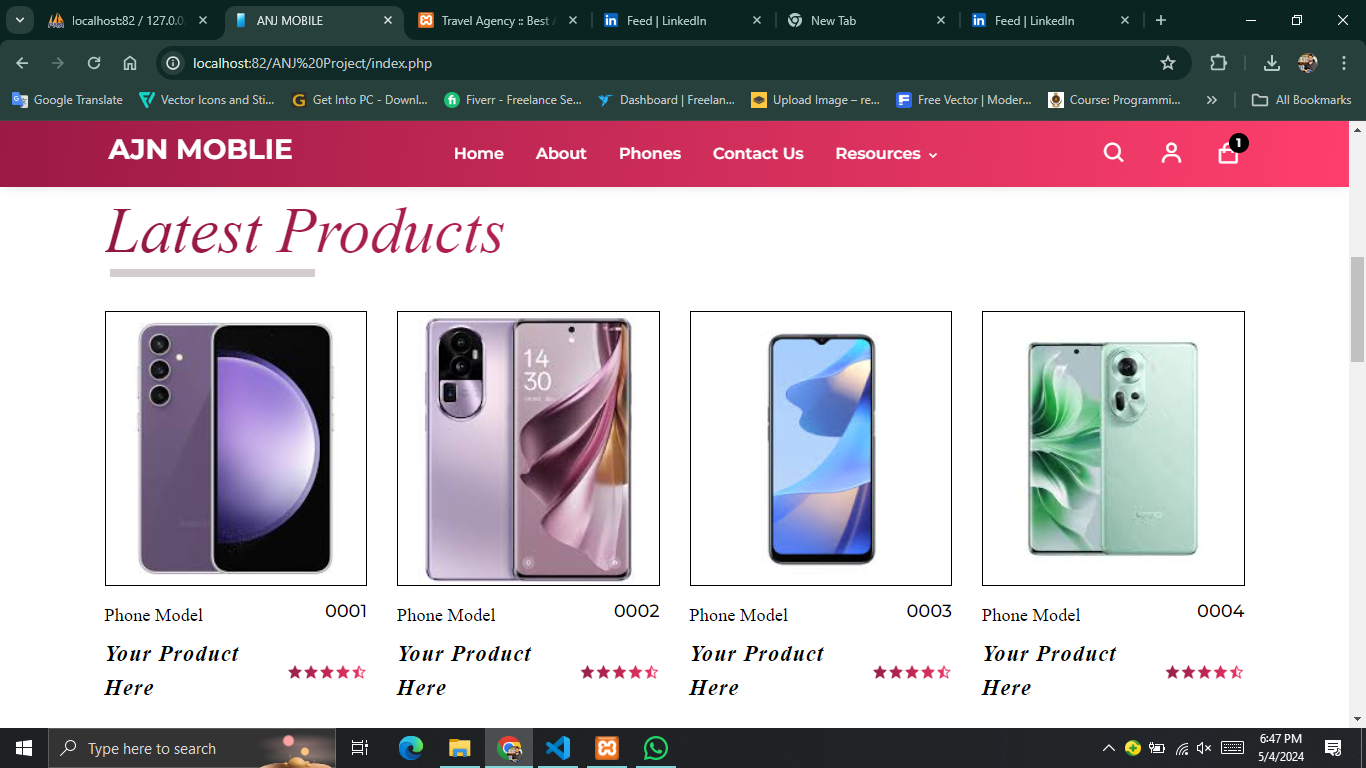 localhost:82 / 127.0.0.
ANJ MOBILE
Travel Agency :: Best
Feed | LinkedIn
New Tab
Feed | LinkedIn
localhost:82/ANJ%20Project/index.php
Google Translate
Vector Icons and Sti...
Get Into PC - Downl...
Fiverr - Freelance Se...
Dashboard | Freelan...
Upload Image – re...
Free Vector | Moder...
Course: Programmi...
All Bookmarks
AJN MOBLIE
Home
About
Phones
Contact Us
Resources
1
Latest Products
14
30
Phone Model 0001
Phone Model 0002
Phone Model 0003
Phone Model 0004
Your Product
Here
Your Product
Here
Your Product
Here
Your Product
Here
Type here to search
6:47 PM
5/4/2024